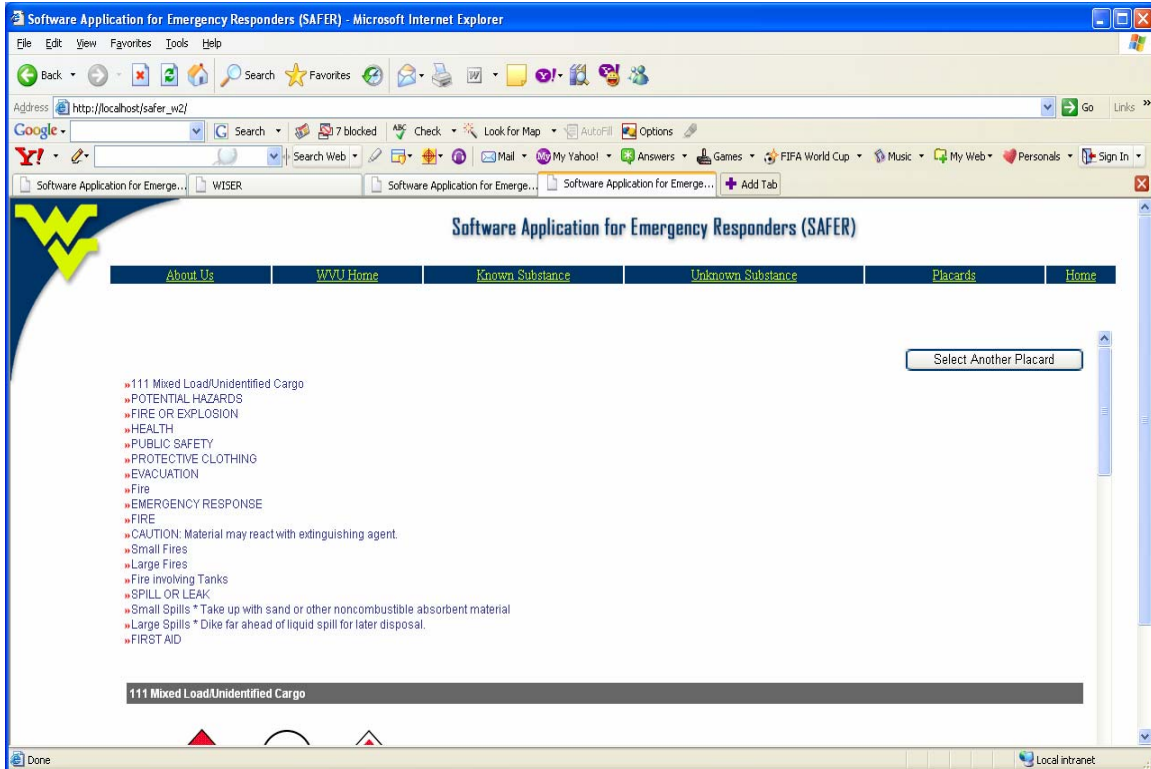 Software Application for Emergency Responders (SAFER) - Microsoft Internet Explorer
File Edit View Favorites Tools Help
Back Search Favorites
Address http://localhost/safer_w2/ Go Links »
Google Search 7 blocked Check Look for Map AutoFill Options
Y! Search Web Mail My Yahoo! Answers Games FIFA World Cup Music My Web Personals Sign In
Software Application for Emerge... WISER Software Application for Emerge... Software Application for Emerge... Add Tab
Software Application for Emergency Responders (SAFER)
About Us WVU Home Known Substance Unknown Substance Placards Home
Select Another Placard
»111 Mixed Load/Unidentified Cargo
»POTENTIAL HAZARDS
»FIRE OR EXPLOSION
»HEALTH
»PUBLIC SAFETY
»PROTECTIVE CLOTHING
»EVACUATION
»Fire
»EMERGENCY RESPONSE
»FIRE
»CAUTION: Material may react with extinguishing agent.
»Small Fires
»Large Fires
»Fire involving Tanks
»SPILL OR LEAK
»Small Spills * Take up with sand or other noncombustible absorbent material
»Large Spills * Dike far ahead of liquid spill for later disposal.
»FIRST AID
111 Mixed Load/Unidentified Cargo
Done Local intranet